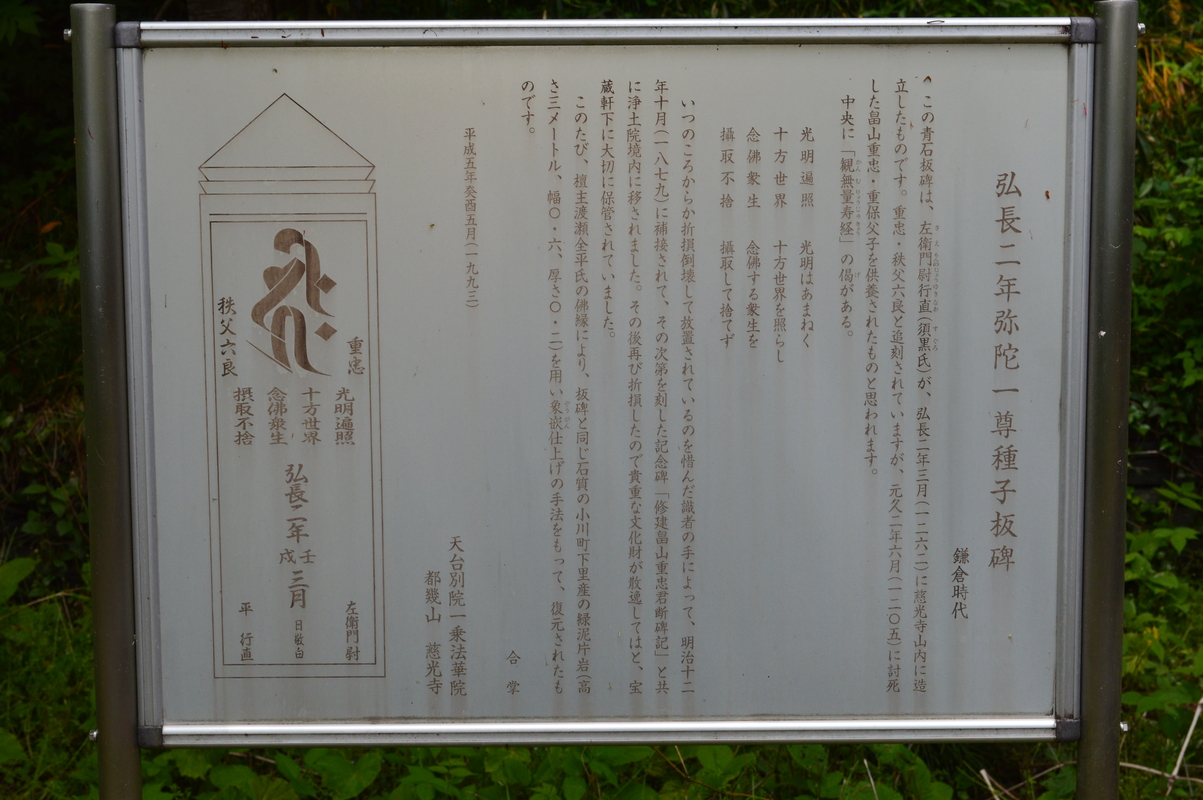 弘長二年弥陀一尊種子板碑
鎌倉時代
この青石板碑は、左衛門尉行直(須黒氏)が、弘長二年三月(一二六二)に慈光寺山内に造
立したものです。重忠・秩父六良と追刻されていますが、元久二年六月(一二〇五)に討死
した畠山重忠・重保父子を供養されたものと思われます。
中央に「観無量寿経」の偈がある。
光明遍照 光明はあまねく
十方世界 十方世界を照らし
念佛衆生 念佛する衆生を
攝取不捨 攝取して捨てず
いつのころからか折損倒壊して放置されているのを惜んだ識者の手によって、明治十二
年十月(一八七九)に補接されて、その次第を刻した記念碑「修建畠山重忠君断碑記」と共
に浄土院境内に移されました。その後再び折損したので貴重な文化財が散逸してはと、宝
蔵軒下に大切に保管されていました。
このたび、檀主渡瀬全平氏の佛縁により、板碑と同じ石質の小川町下里産の緑泥片岩(高
さ三メートル、幅〇・六、厚さ〇・一)を用い象嵌仕上げの手法をもって、復元されたも
のです。
合掌
平成五年癸酉五月(一九九三)
天台別院一乗法華院
都幾山 慈光寺
重忠
秩父六良
光明遍照
十方世界
念佛衆生
摂取不捨
左衛門尉
弘長二年壬戌三月日敬白
平行直